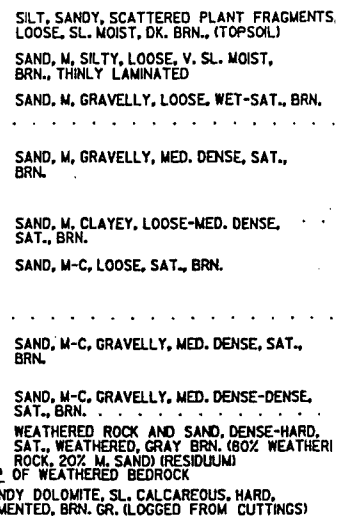 SILT, SANDY, SCATTERED PLANT FRAGMENTS,
LOOSE, SL. MOIST, DK. BRN., (TOPSOIL)
SAND, M, SILTY, LOOSE, V. SL. MOIST,
BRN., THINLY LAMINATED
SAND, M, GRAVELLY, LOOSE, WET-SAT., BRN.
SAND, M, GRAVELLY, MED. DENSE, SAT.,
BRN.
SAND, M, CLAYEY, LOOSE-MED. DENSE,
SAT., BRN.
SAND, M-C, LOOSE, SAT., BRN.
SAND, M-C, GRAVELLY, MED. DENSE, SAT.,
BRN.
SAND, M-C, GRAVELLY, MED. DENSE-DENSE,
SAT., BRN.
WEATHERED ROCK AND SAND, DENSE-HARD,
SAT., WEATHERED, GRAY BRN. (80% WEATHERE
ROCK, 20% M. SAND) (RESIDUUM)
OF WEATHERED BEDROCK
NDY DOLOMITE, SL. CALCAREOUS, HARD,
MENTED, BRN. GR. (LOGGED FROM CUTTINGS)